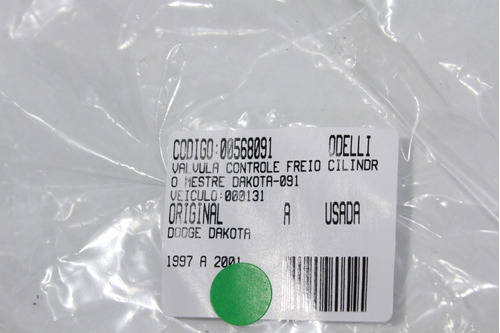 CODIGO:00568091 ODELLI
VALVULA CONTROLE FREIO CILINDR
O MESTRE DAKOTA-091
VEICULO:000131
ORIGINAL A USADA
DODGE DAKOTA
1997 A 2001